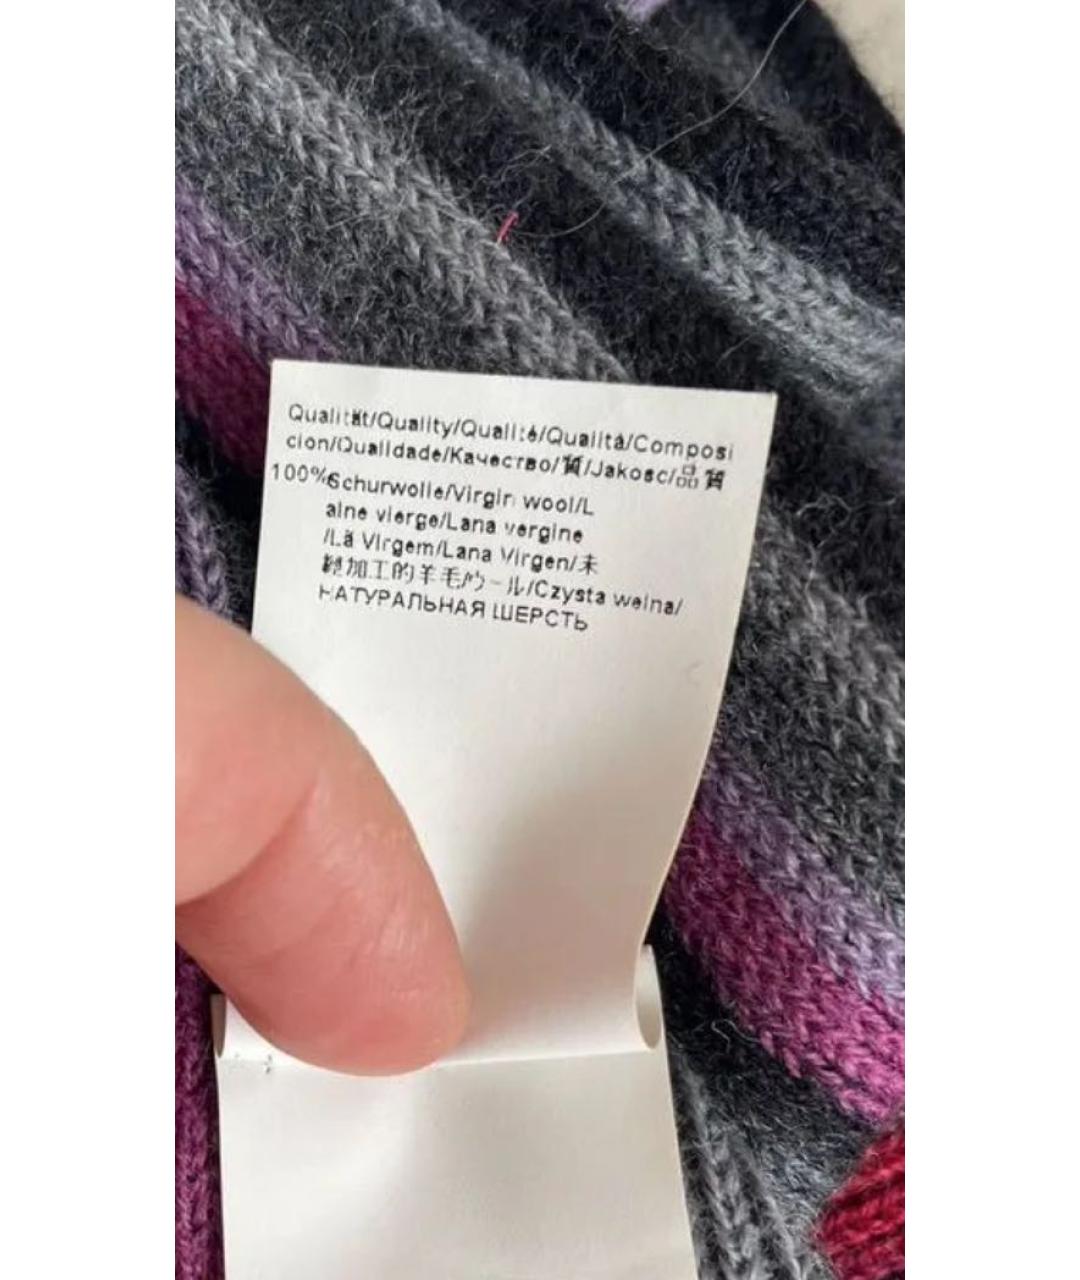 Qualität/Quality/Qualité/Qualità/Composi
cion/Qualidade/Качество/質/Jakosc/品質
100% Schurwolle/Virgin wool/L
aine vierge/Lana vergine
/Lã Virgem/Lana Virgen/未
經加工的羊毛/ウール/Czysta welna/
НАТУРАЛЬНАЯ ШЕРСТЬ